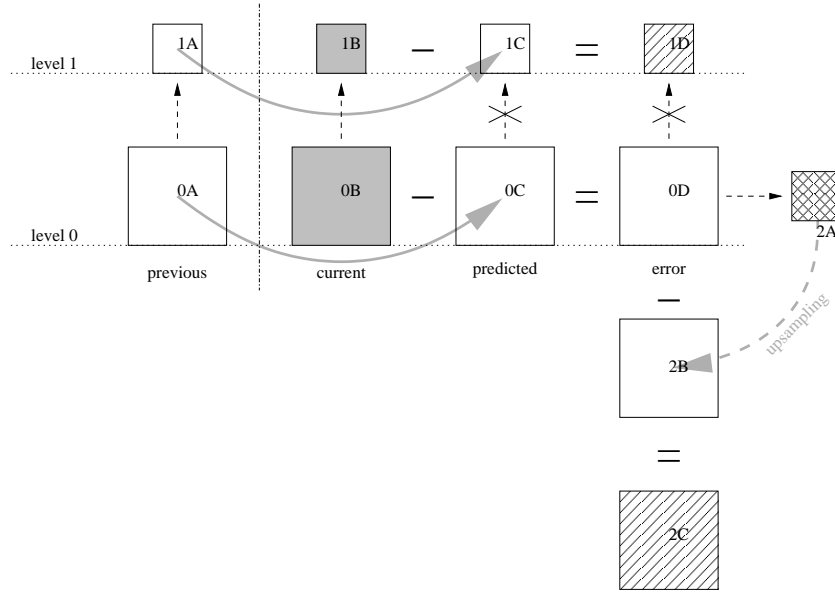 1A
1B
1C
1D
level 1
0A
0B
0C
0D
2A
level 0
previous
current
predicted
error
upsampling
2B
2C